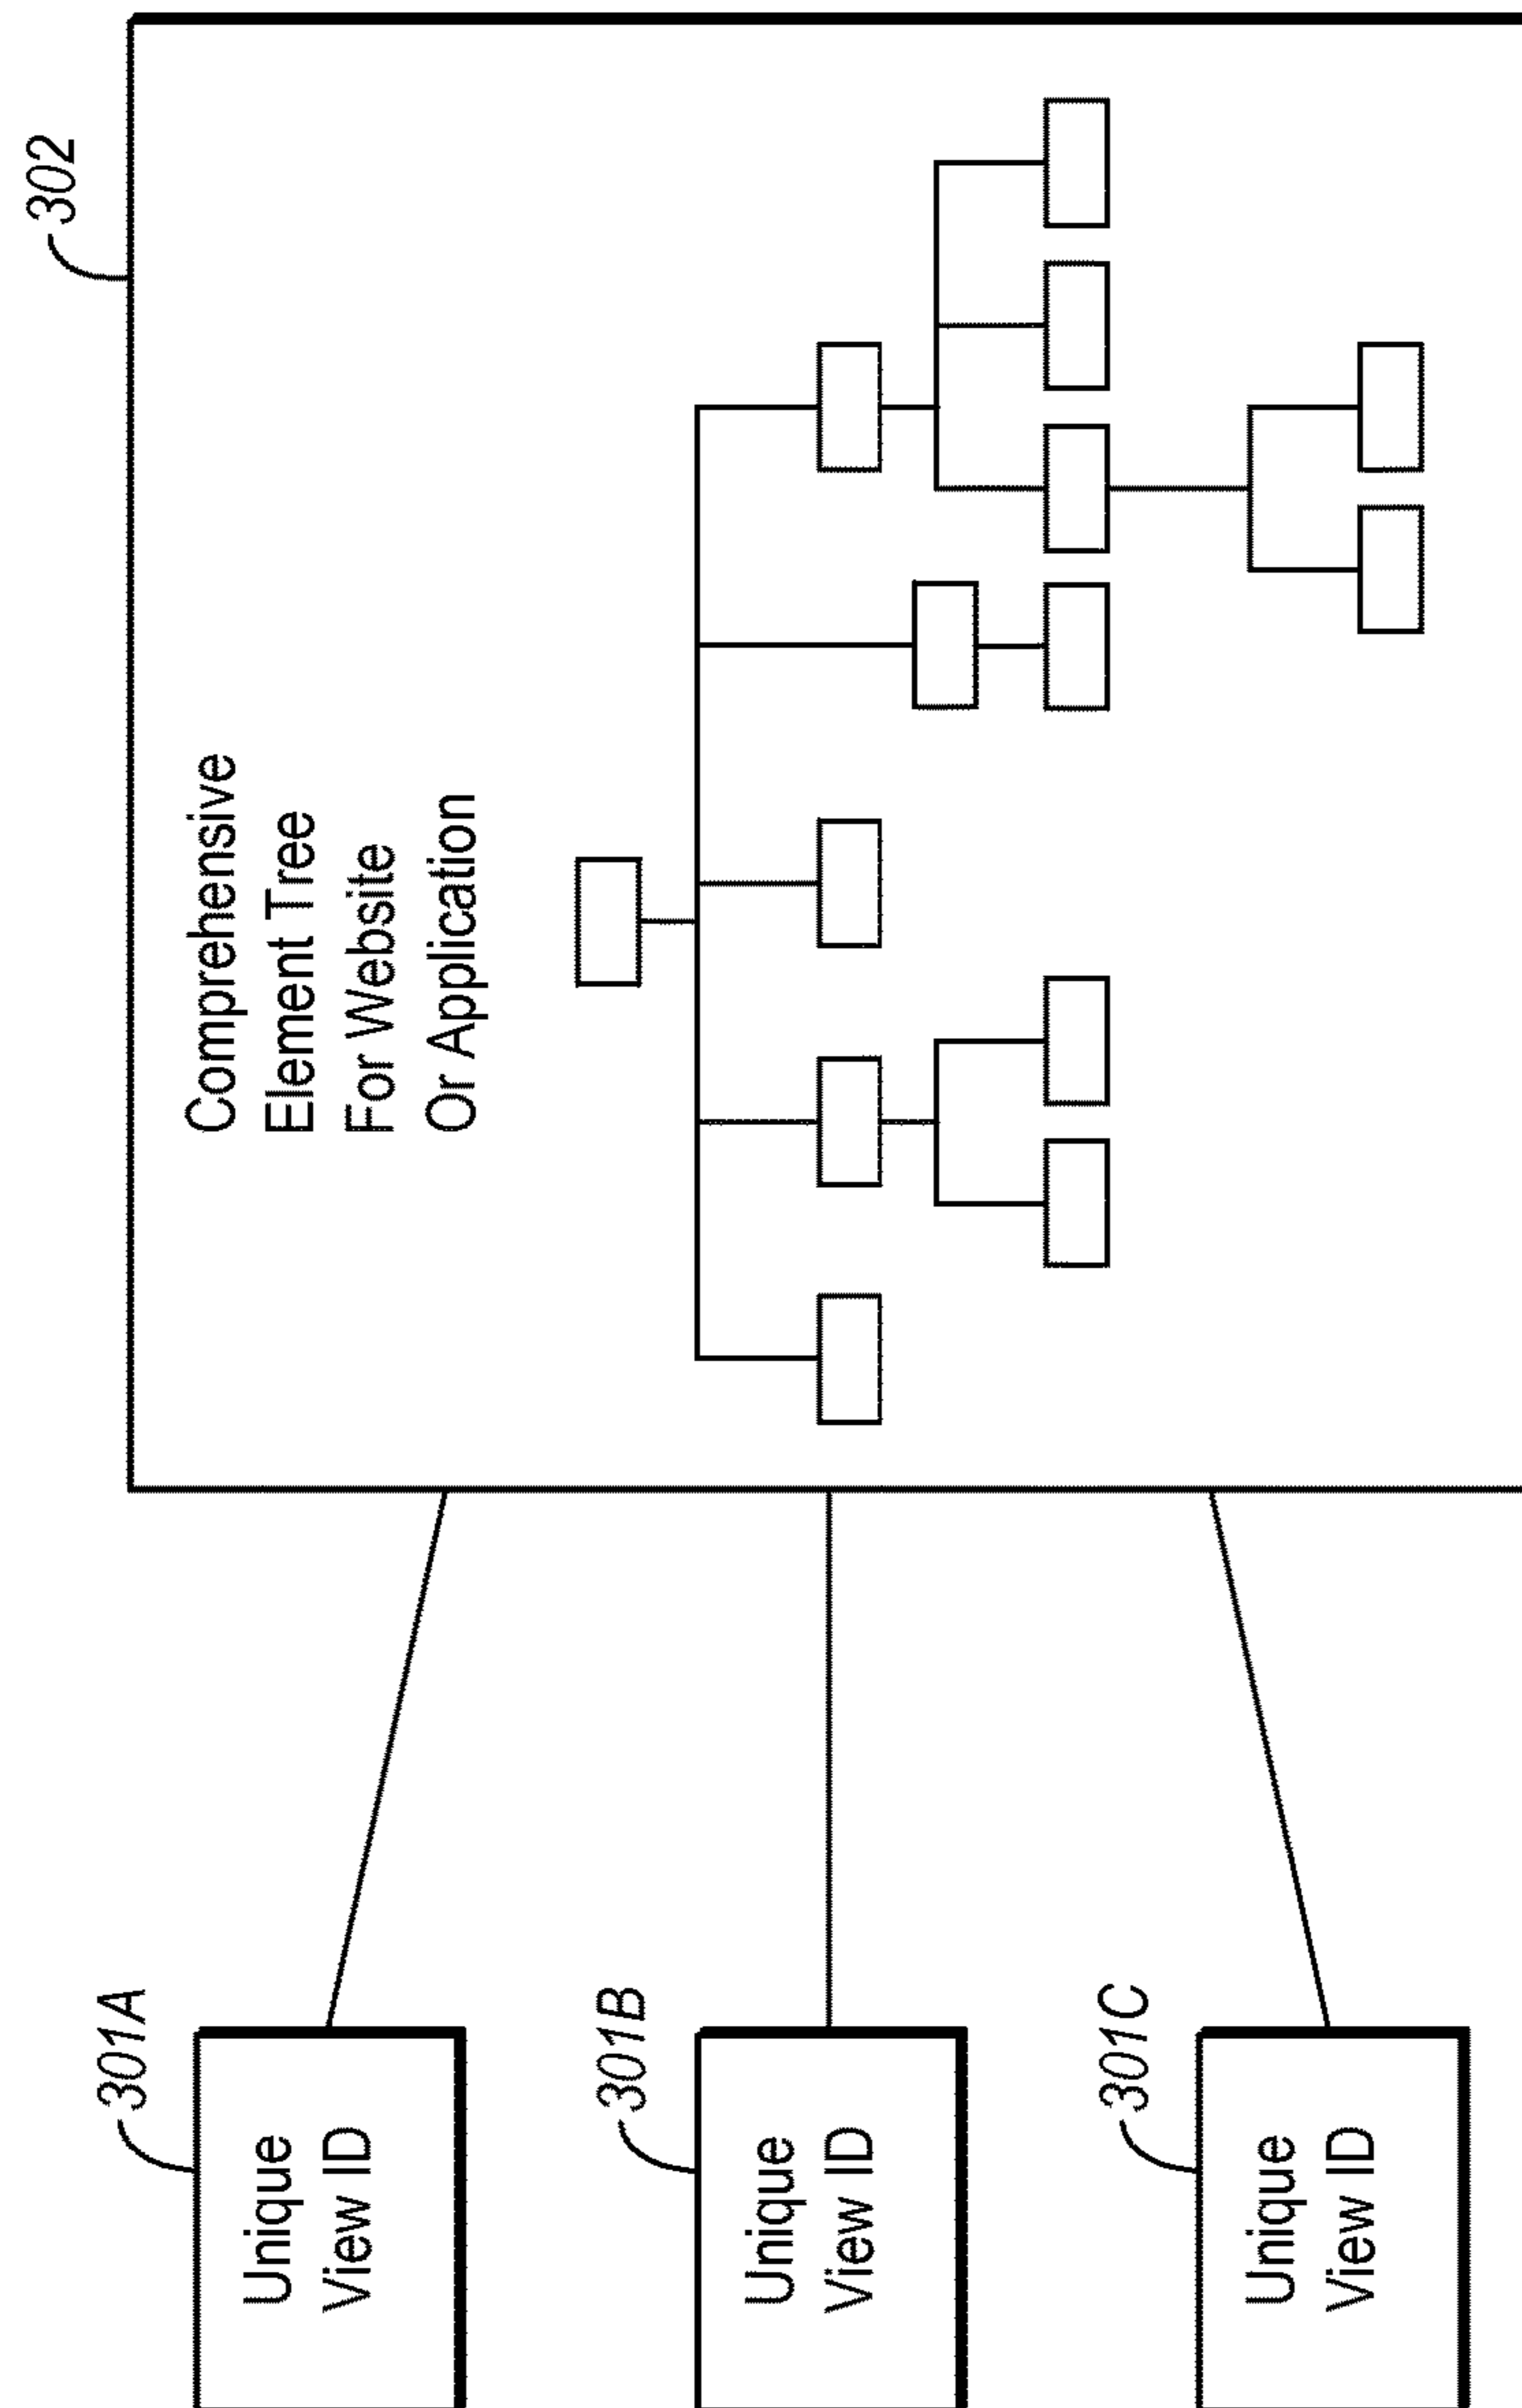 301A
Unique
View ID
301B
Unique
View ID
301C
Unique
View ID
302
Comprehensive
Element Tree
For Website
Or Application